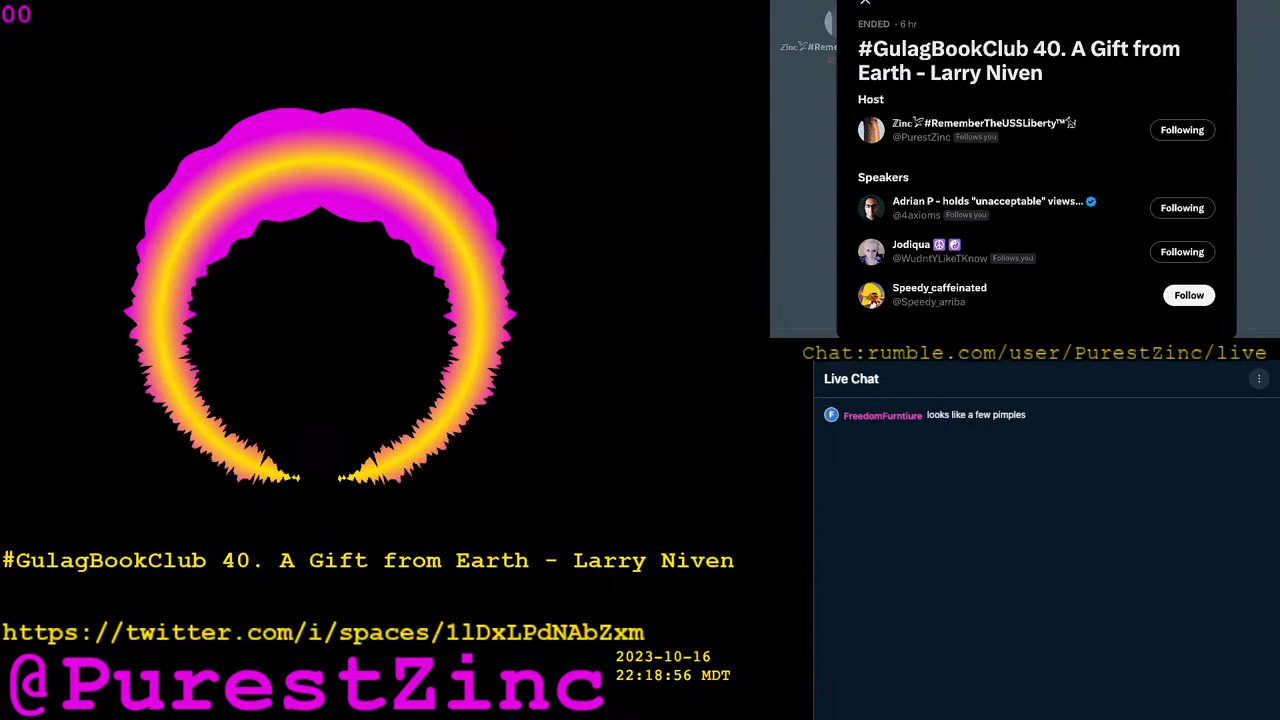 00
ENDED · 6 hr
#GulagBookClub 40. A Gift from
Earth - Larry Niven
Host
Zinc #RememberTheUSSLiberty™
@PurestZinc Follows you
Following
Speakers
Adrian P - holds "unacceptable" views...
@4axioms Follows you
Following
Jodiqua ☮ ☯
@WudntYLikeTKnow Follows you
Following
Speedy_caffeinated
@Speedy_arriba
Follow
Chat:rumble.com/user/PurestZinc/live
Live Chat
F FreedomFurntiure looks like a few pimples
#GulagBookClub 40. A Gift from Earth - Larry Niven
https://twitter.com/i/spaces/1lDxLPdNAbZxm
@PurestZinc
2023-10-16
22:18:56 MDT